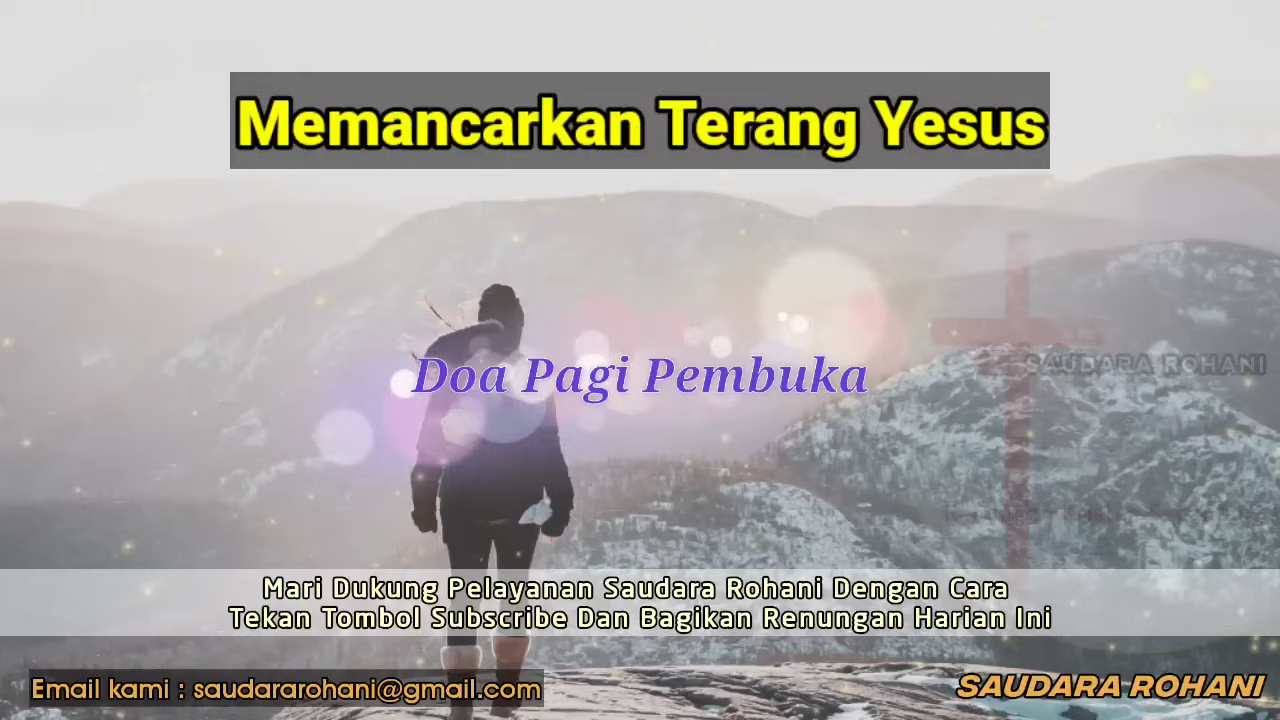 Memancarkan Terang Yesus
SAUDARA ROHANI
Doa Pagi Pembuka
Mari Dukung Pelayanan Saudara Rohani Dengan Cara
Tekan Tombol Subscribe Dan Bagikan Renungan Harian Ini
Email kami : saudararohani@gmail.com
SAUDARA ROHANI